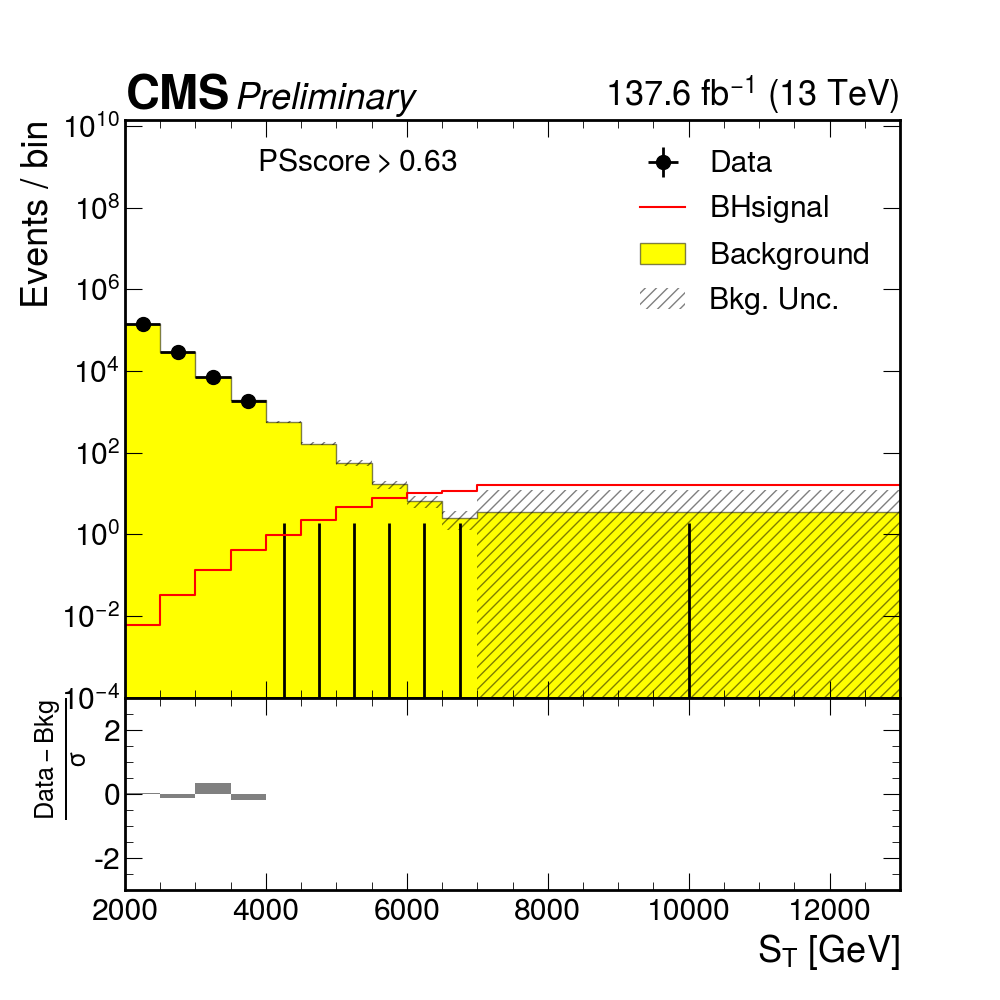 CMS Preliminary 137.6 fb⁻¹ (13 TeV)
Events / bin
PSscore > 0.63
Data
BHsignal
Background
Bkg. Unc.
10¹⁰
10⁸
10⁶
10⁴
10²
10⁰
10⁻²
10⁻⁴
Data – Bkg
σ
2
0
-2
2000 4000 6000 8000 10000 12000
S_T [GeV]